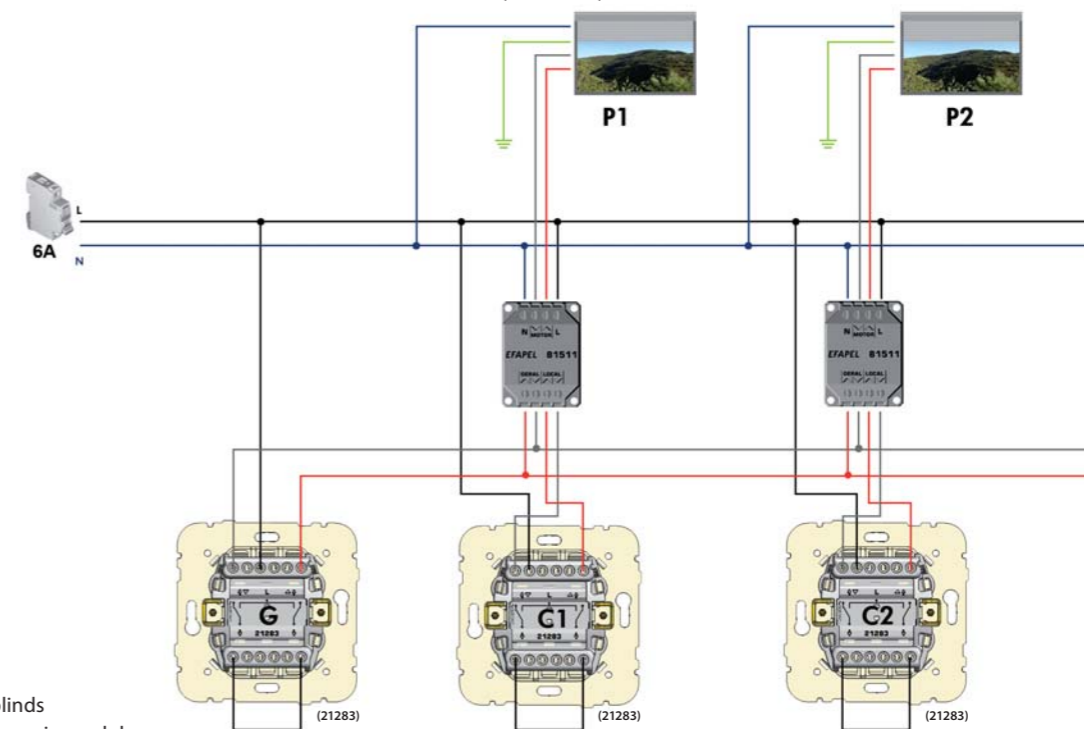 P1
P2
L
6A
N
N MOTOR L
EFAPEL 81511
GERAL LOCAL
N MOTOR L
EFAPEL 81511
GERAL LOCAL
L
G
21283
L
C1
21283
L
C2
21283
linds
(21283)
(21283)
(21283)